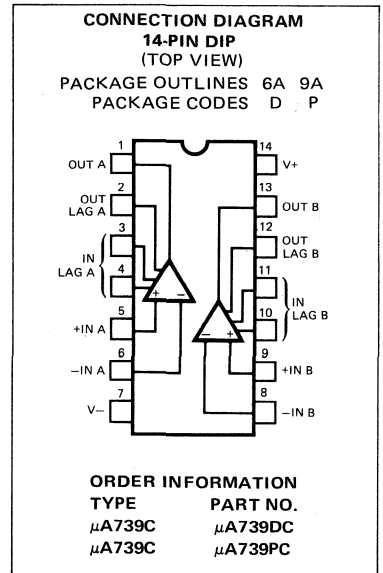 CONNECTION DIAGRAM
14-PIN DIP
(TOP VIEW)
PACKAGE OUTLINES 6A 9A
PACKAGE CODES D P
1
OUT A
2
OUT
LAG A
3
IN
LAG A
4
5
+IN A
6
−IN A
7
V−
14
V+
13
OUT B
12
OUT
LAG B
11
IN
LAG B
10
9
+IN B
8
−IN B
+ −
− +
ORDER INFORMATION
TYPE PART NO.
μA739C μA739DC
μA739C μA739PC